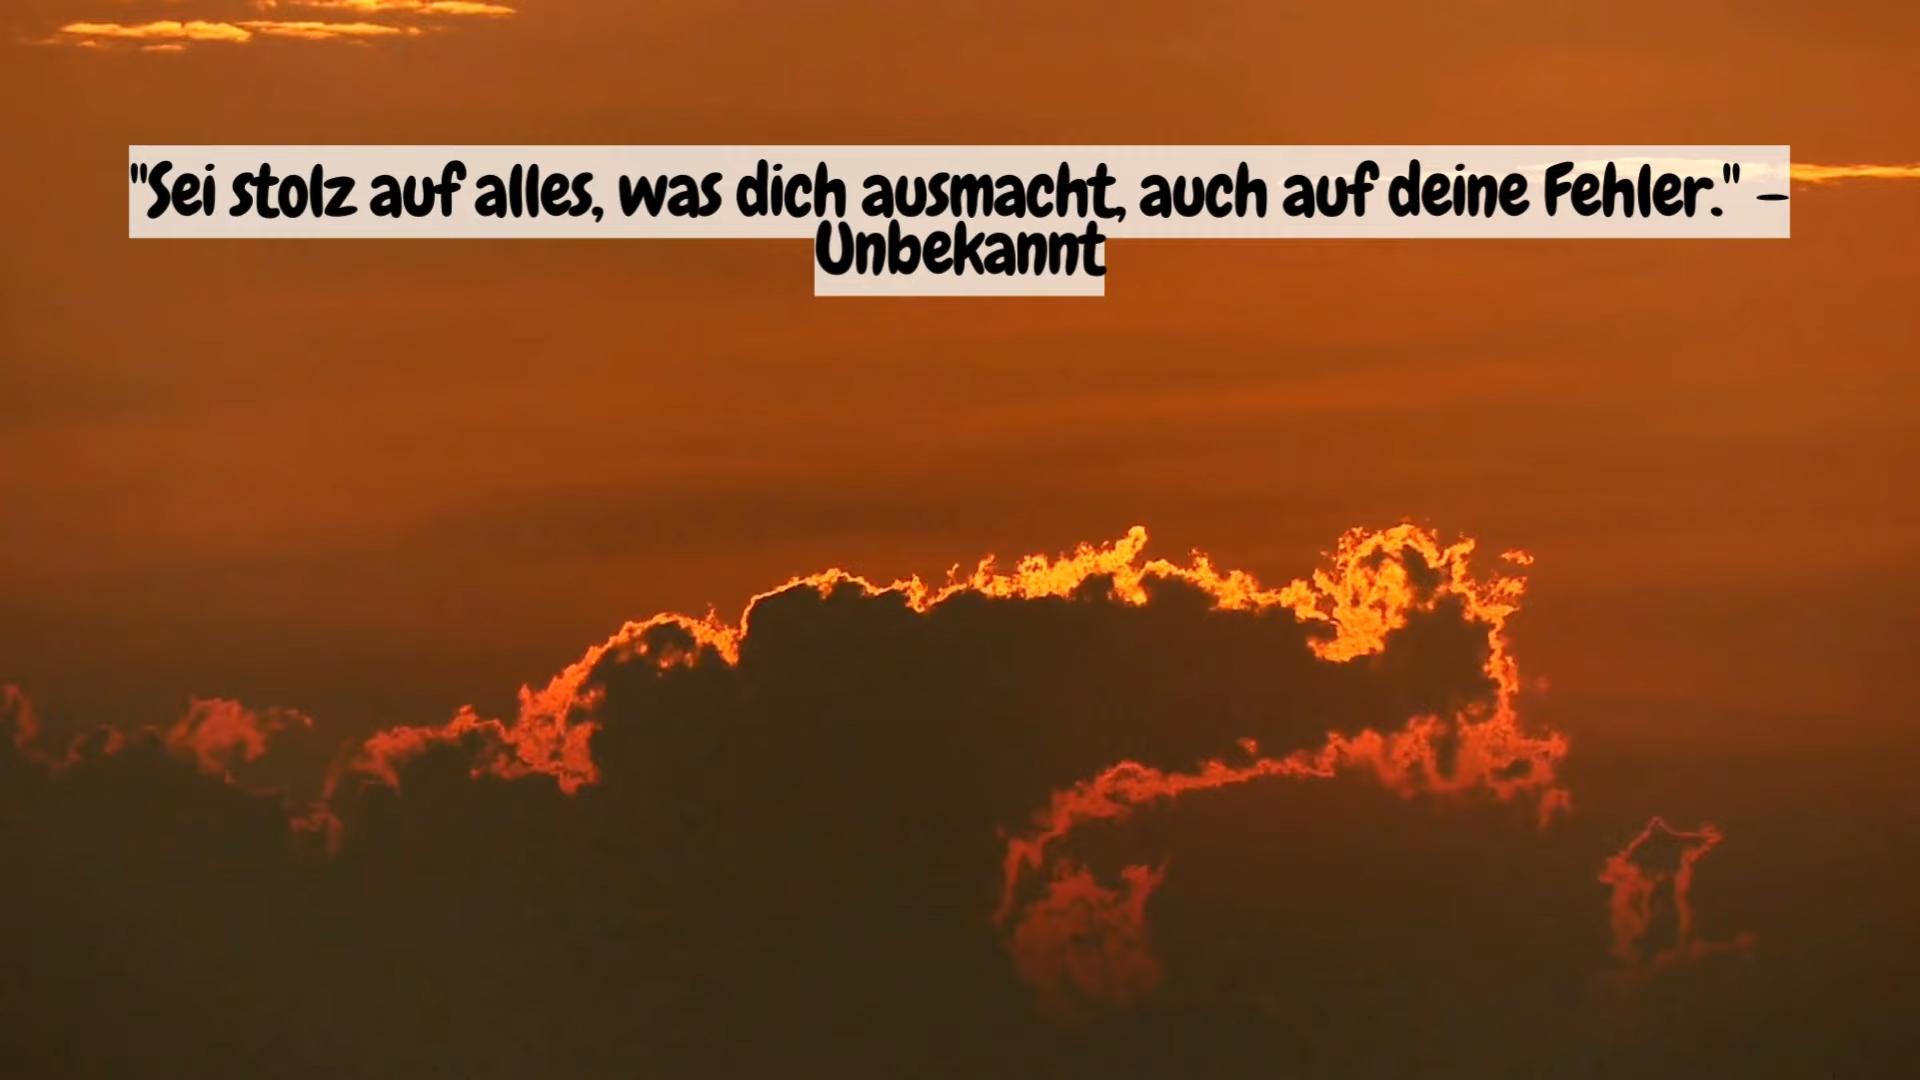 "Sei stolz auf alles, was dich ausmacht, auch auf deine Fehler." –
Unbekannt